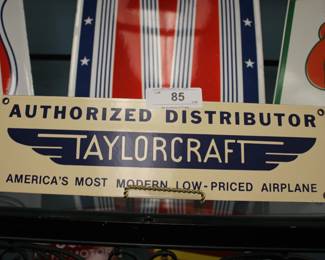 85
AUTHORIZED DISTRIBUTOR
TAYLORCRAFT
AMERICA'S MOST MODERN LOW-PRICED AIRPLANE